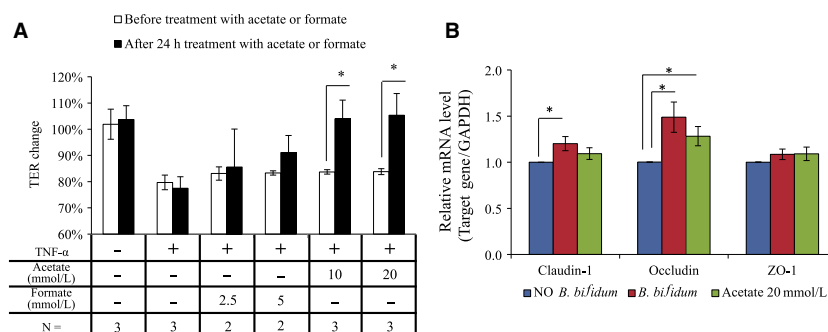 A
Before treatment with acetate or formate
After 24 h treatment with acetate or formate
TER change
120%
110%
100%
90%
80%
70%
60%
* *
TNF-α – + + + + +
Acetate (mmol/L) – – – – 10 20
Formate (mmol/L) – – 2.5 5 – –
N = 3 3 2 2 3 3
B
Relative mRNA level
(Target gene/GAPDH)
2.0
1.5
1.0
0.5
0.0
* * *
Claudin-1 Occludin ZO-1
NO B. bifidum B. bifidum Acetate 20 mmol/L